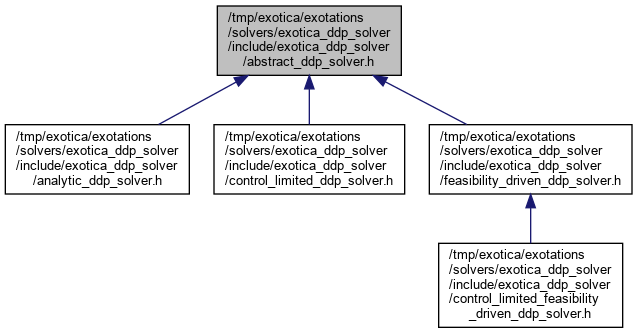 /tmp/exotica/exotations
/solvers/exotica_ddp_solver
/include/exotica_ddp_solver
/abstract_ddp_solver.h
/tmp/exotica/exotations
/solvers/exotica_ddp_solver
/include/exotica_ddp_solver
/analytic_ddp_solver.h
/tmp/exotica/exotations
/solvers/exotica_ddp_solver
/include/exotica_ddp_solver
/control_limited_ddp_solver.h
/tmp/exotica/exotations
/solvers/exotica_ddp_solver
/include/exotica_ddp_solver
/feasibility_driven_ddp_solver.h
/tmp/exotica/exotations
/solvers/exotica_ddp_solver
/include/exotica_ddp_solver
/control_limited_feasibility
_driven_ddp_solver.h